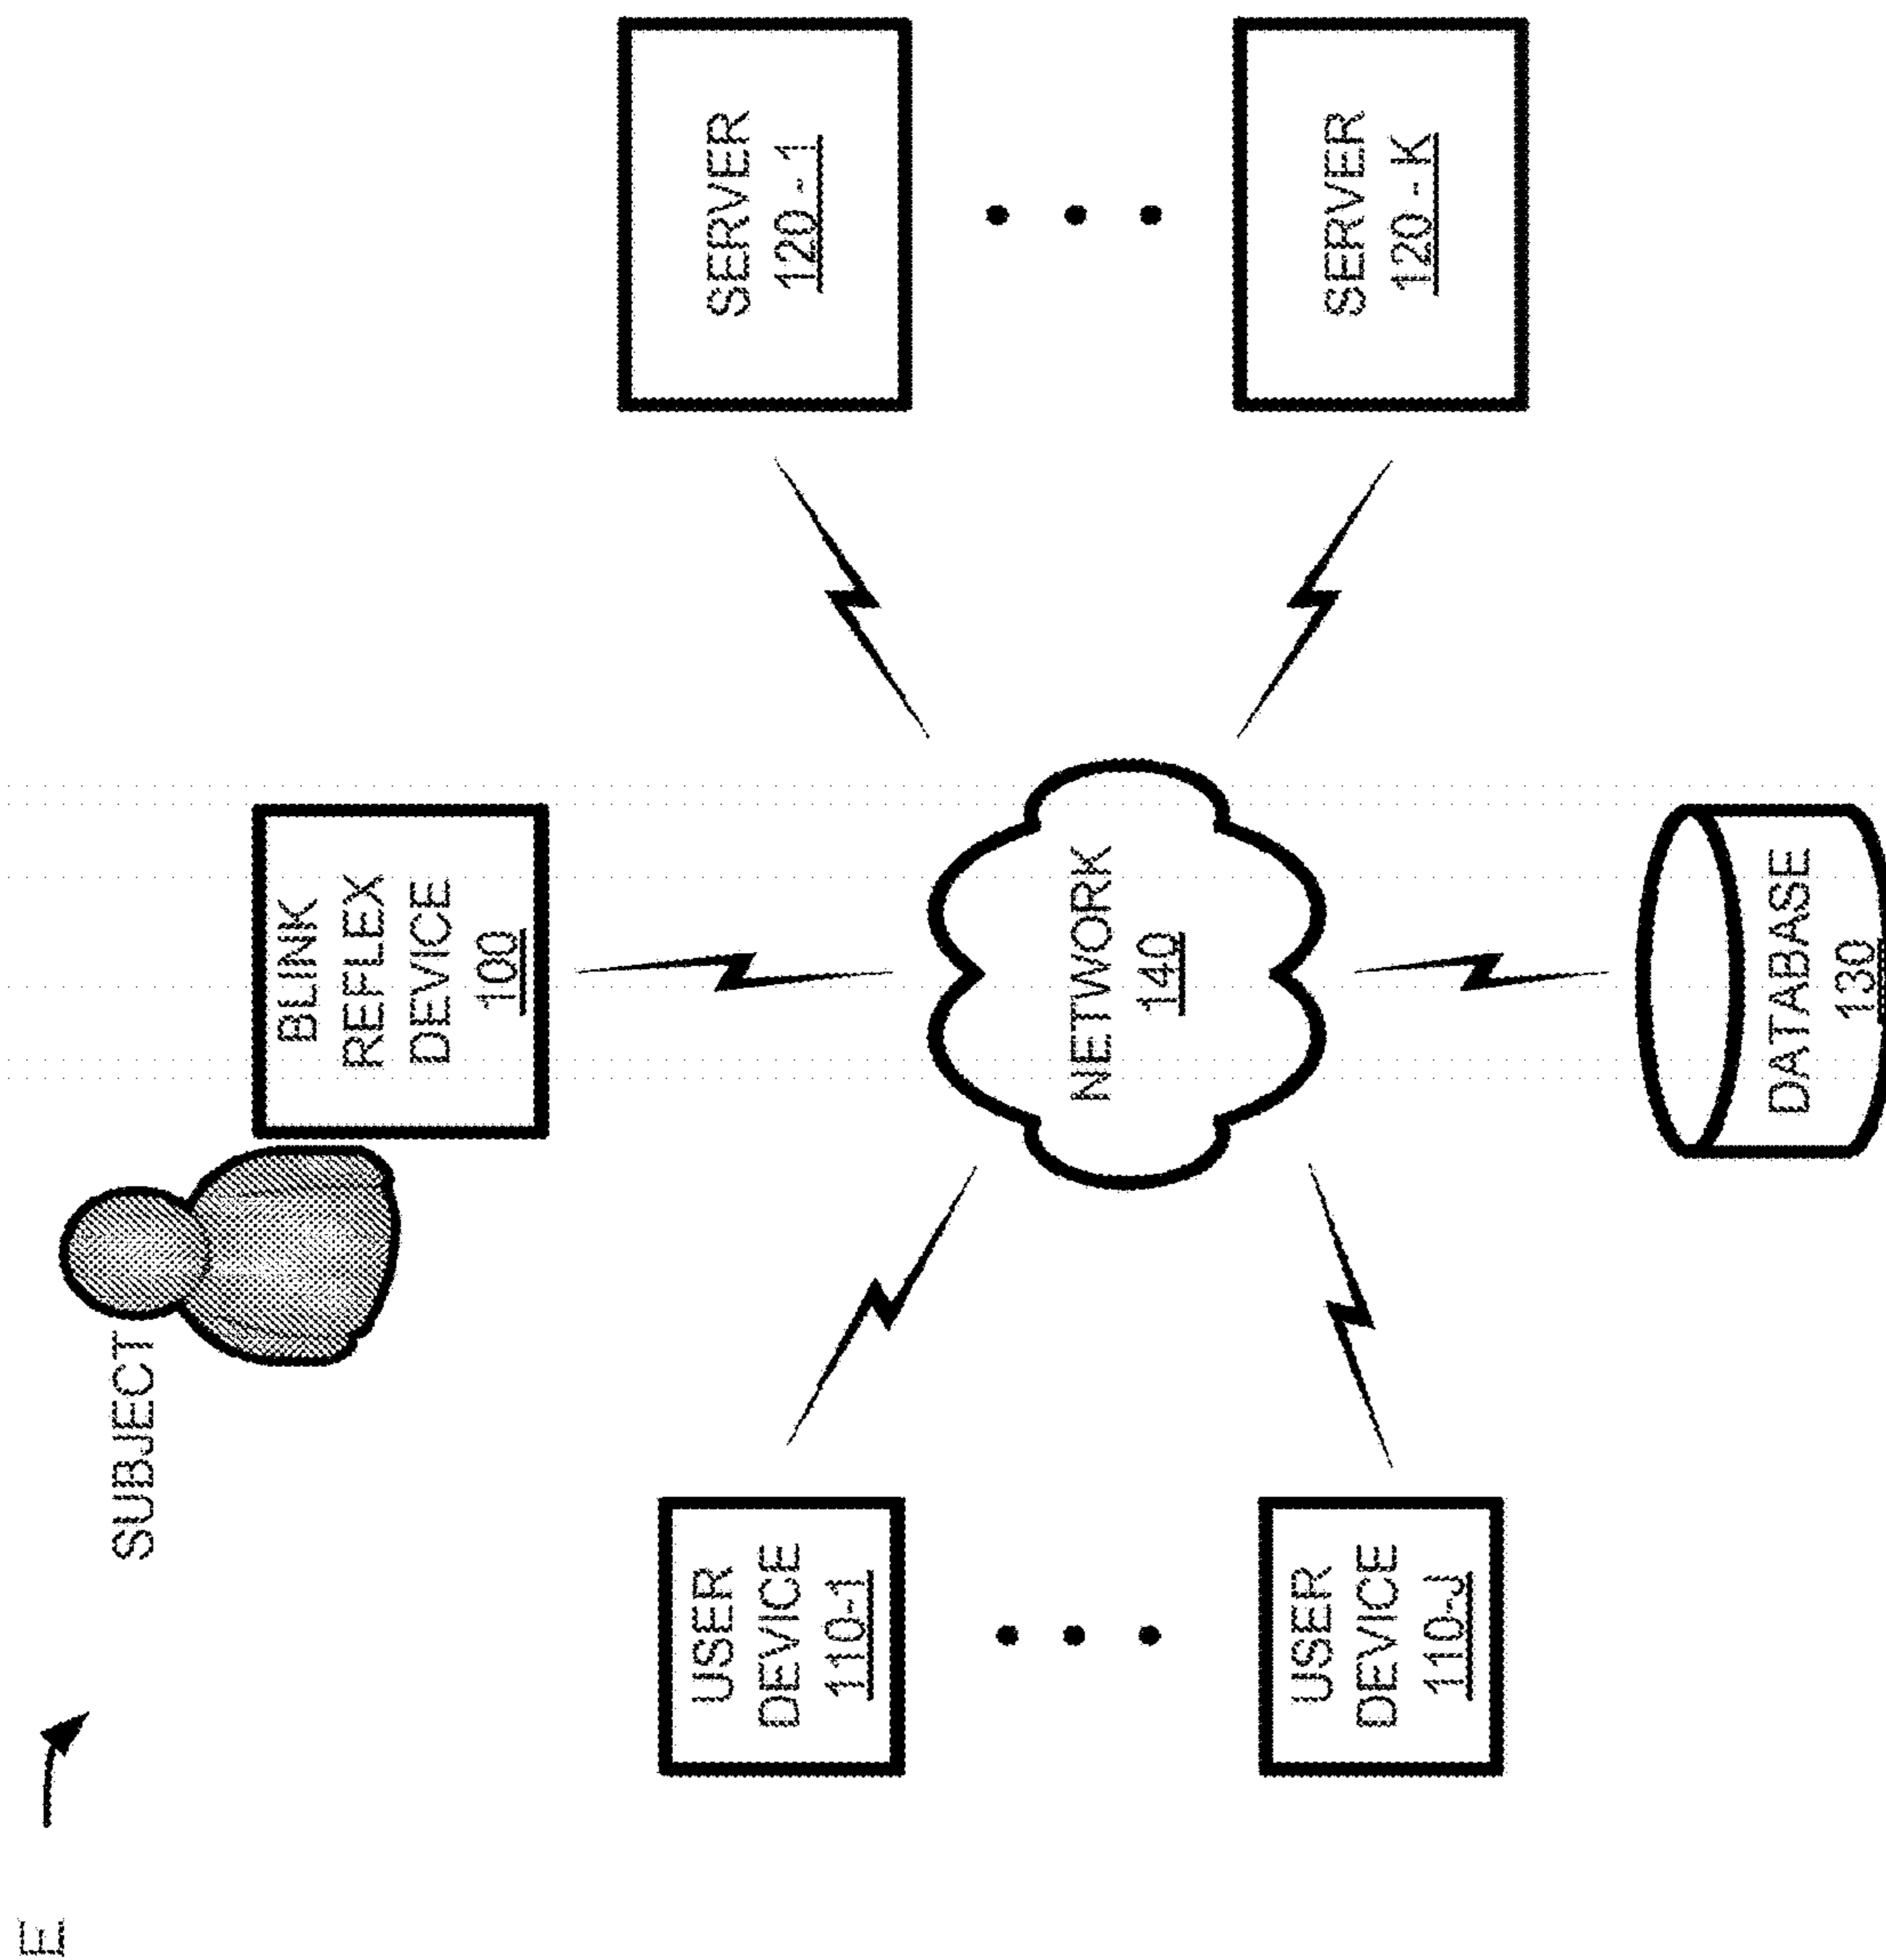 E
SUBJECT
BLINK
REFLEX
DEVICE
100
USER
DEVICE
110-1
SERVER
120-1
NETWORK
140
USER
DEVICE
110-J
SERVER
120-K
DATABASE
130